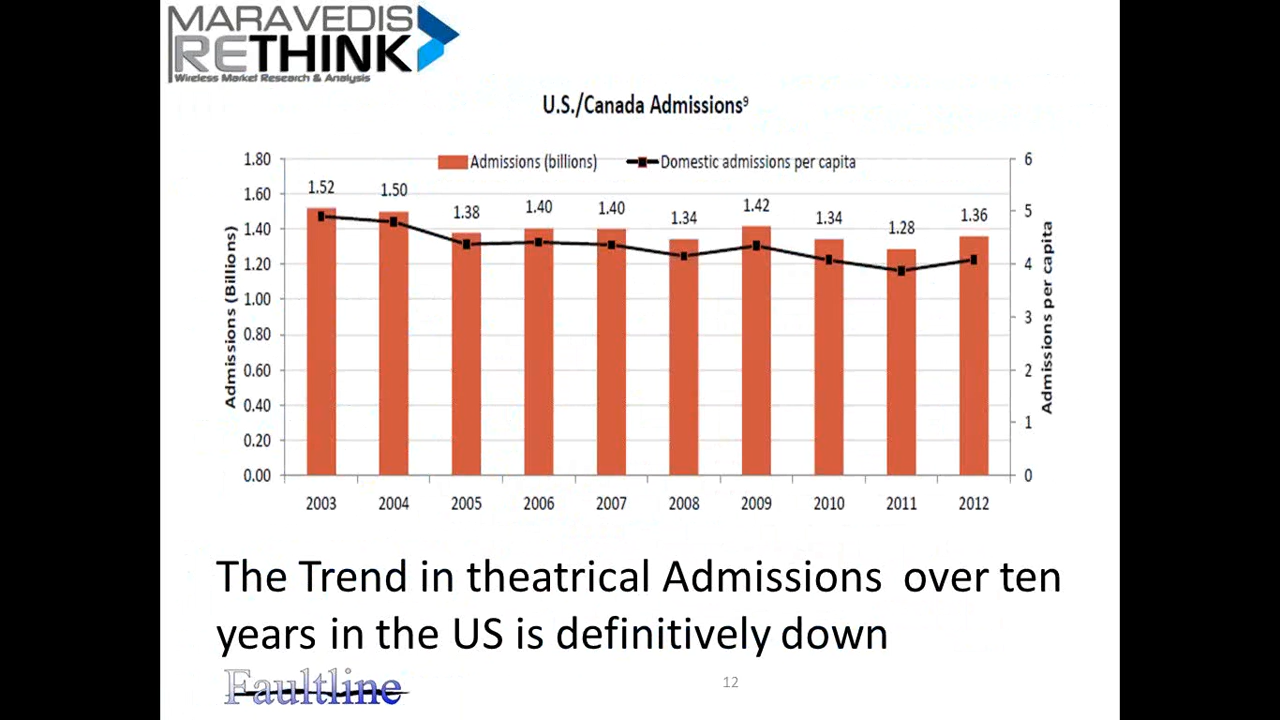 MARAVEDIS
RETHINK
Wireless Market Research & Analysis
U.S./Canada Admissions⁹
Admissions (billions) Domestic admissions per capita
1.80
1.60
1.40
1.20
1.00
0.80
0.60
0.40
0.20
0.00
Admissions (Billions)
1.52 1.50 1.38 1.40 1.40 1.34 1.42 1.34 1.28 1.36
6
5
4
3
2
1
0
Admissions per capita
2003 2004 2005 2006 2007 2008 2009 2010 2011 2012
The Trend in theatrical Admissions over ten
years in the US is definitively down
Faultline
12